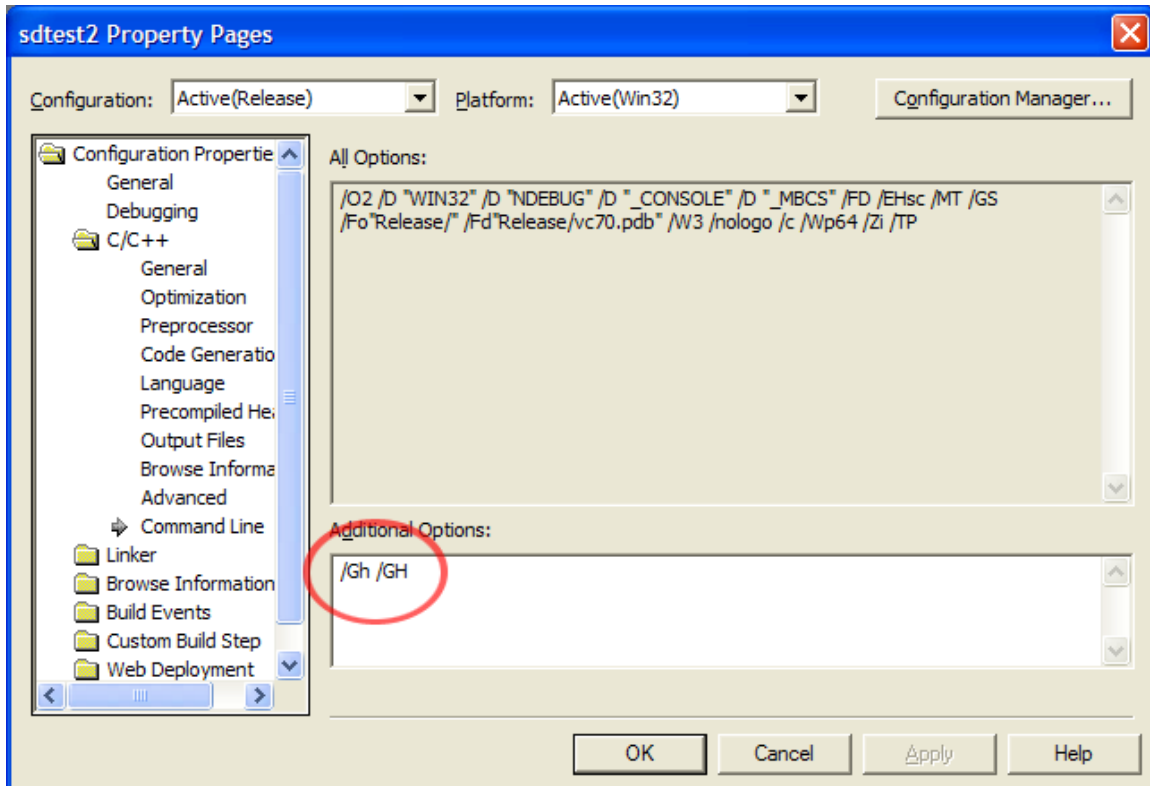 sdtest2 Property Pages
Configuration: Active(Release) Platform: Active(Win32) Configuration Manager...
Configuration Propertie
General
Debugging
C/C++
General
Optimization
Preprocessor
Code Generatio
Language
Precompiled Hea
Output Files
Browse Informa
Advanced
Command Line
Linker
Browse Information
Build Events
Custom Build Step
Web Deployment
All Options:
/O2 /D "WIN32" /D "NDEBUG" /D "_CONSOLE" /D "_MBCS" /FD /EHsc /MT /GS
/Fo"Release/" /Fd"Release/vc70.pdb" /W3 /nologo /c /Wp64 /Zi /TP
Additional Options:
/Gh /GH
OK Cancel Apply Help